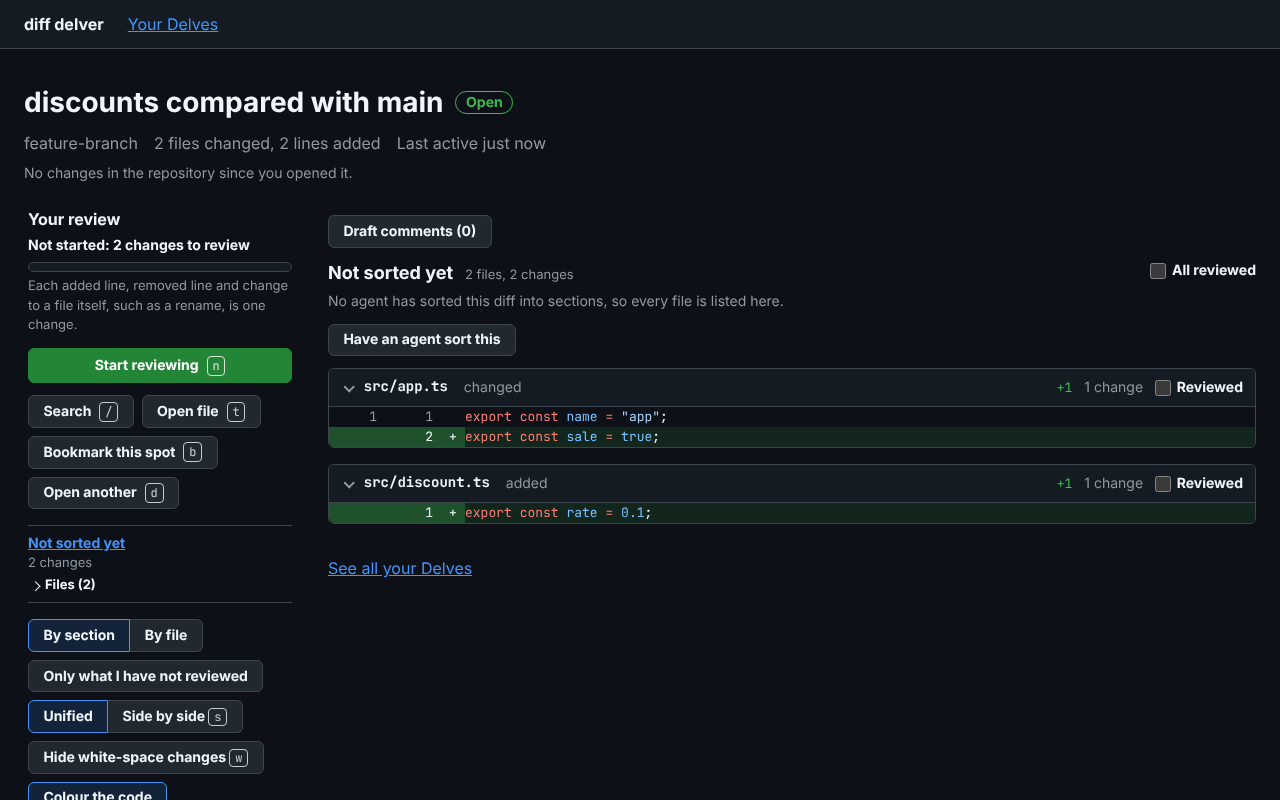 diff delver Your Delves
discounts compared with main Open
feature-branch 2 files changed, 2 lines added Last active just now
No changes in the repository since you opened it.
Your review
Not started: 2 changes to review
Each added line, removed line and change
to a file itself, such as a rename, is one
change.
Start reviewing n
Search / Open file t
Bookmark this spot b
Open another d
Not sorted yet
2 changes
Files (2)
By section By file
Only what I have not reviewed
Unified Side by side s
Hide white-space changes w
Colour the code
Draft comments (0)
Not sorted yet 2 files, 2 changes All reviewed
No agent has sorted this diff into sections, so every file is listed here.
Have an agent sort this
src/app.ts changed +1 1 change Reviewed
1 1 export const name = "app";
2 + export const sale = true;
src/discount.ts added +1 1 change Reviewed
1 + export const rate = 0.1;
See all your Delves